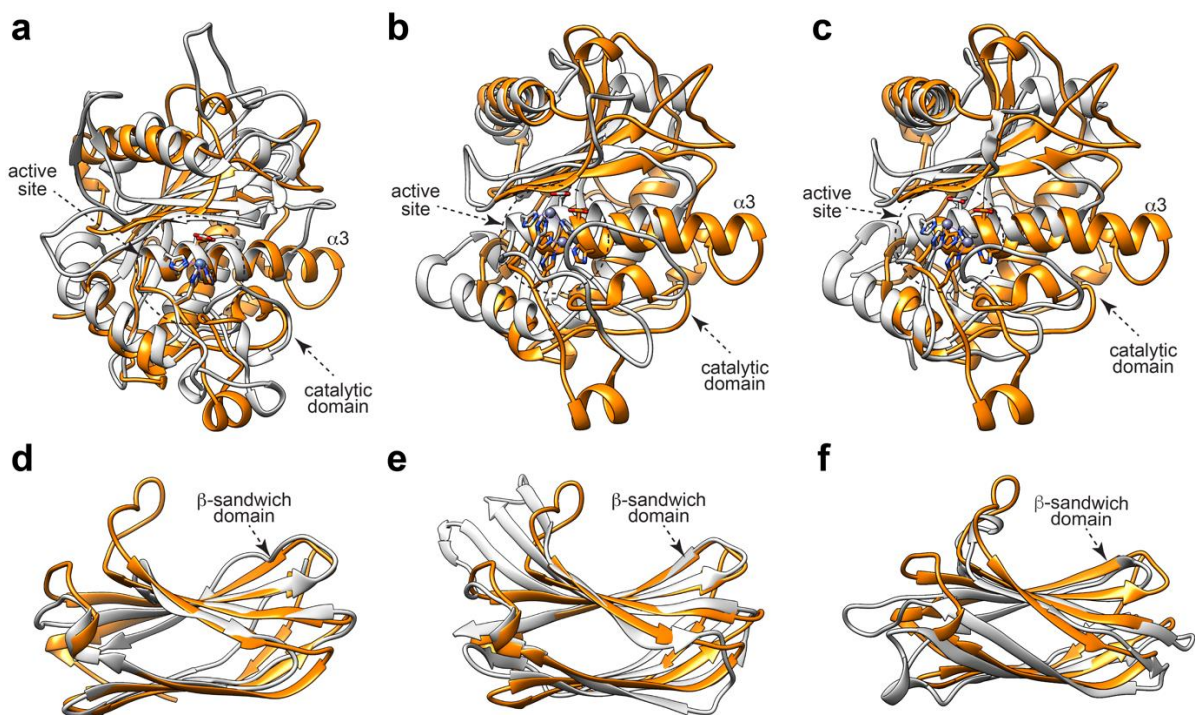 a
active
site
α3
catalytic
domain
b
active
site
α3
catalytic
domain
c
active
site
α3
catalytic
domain
d
β-sandwich
domain
e
β-sandwich
domain
f
β-sandwich
domain